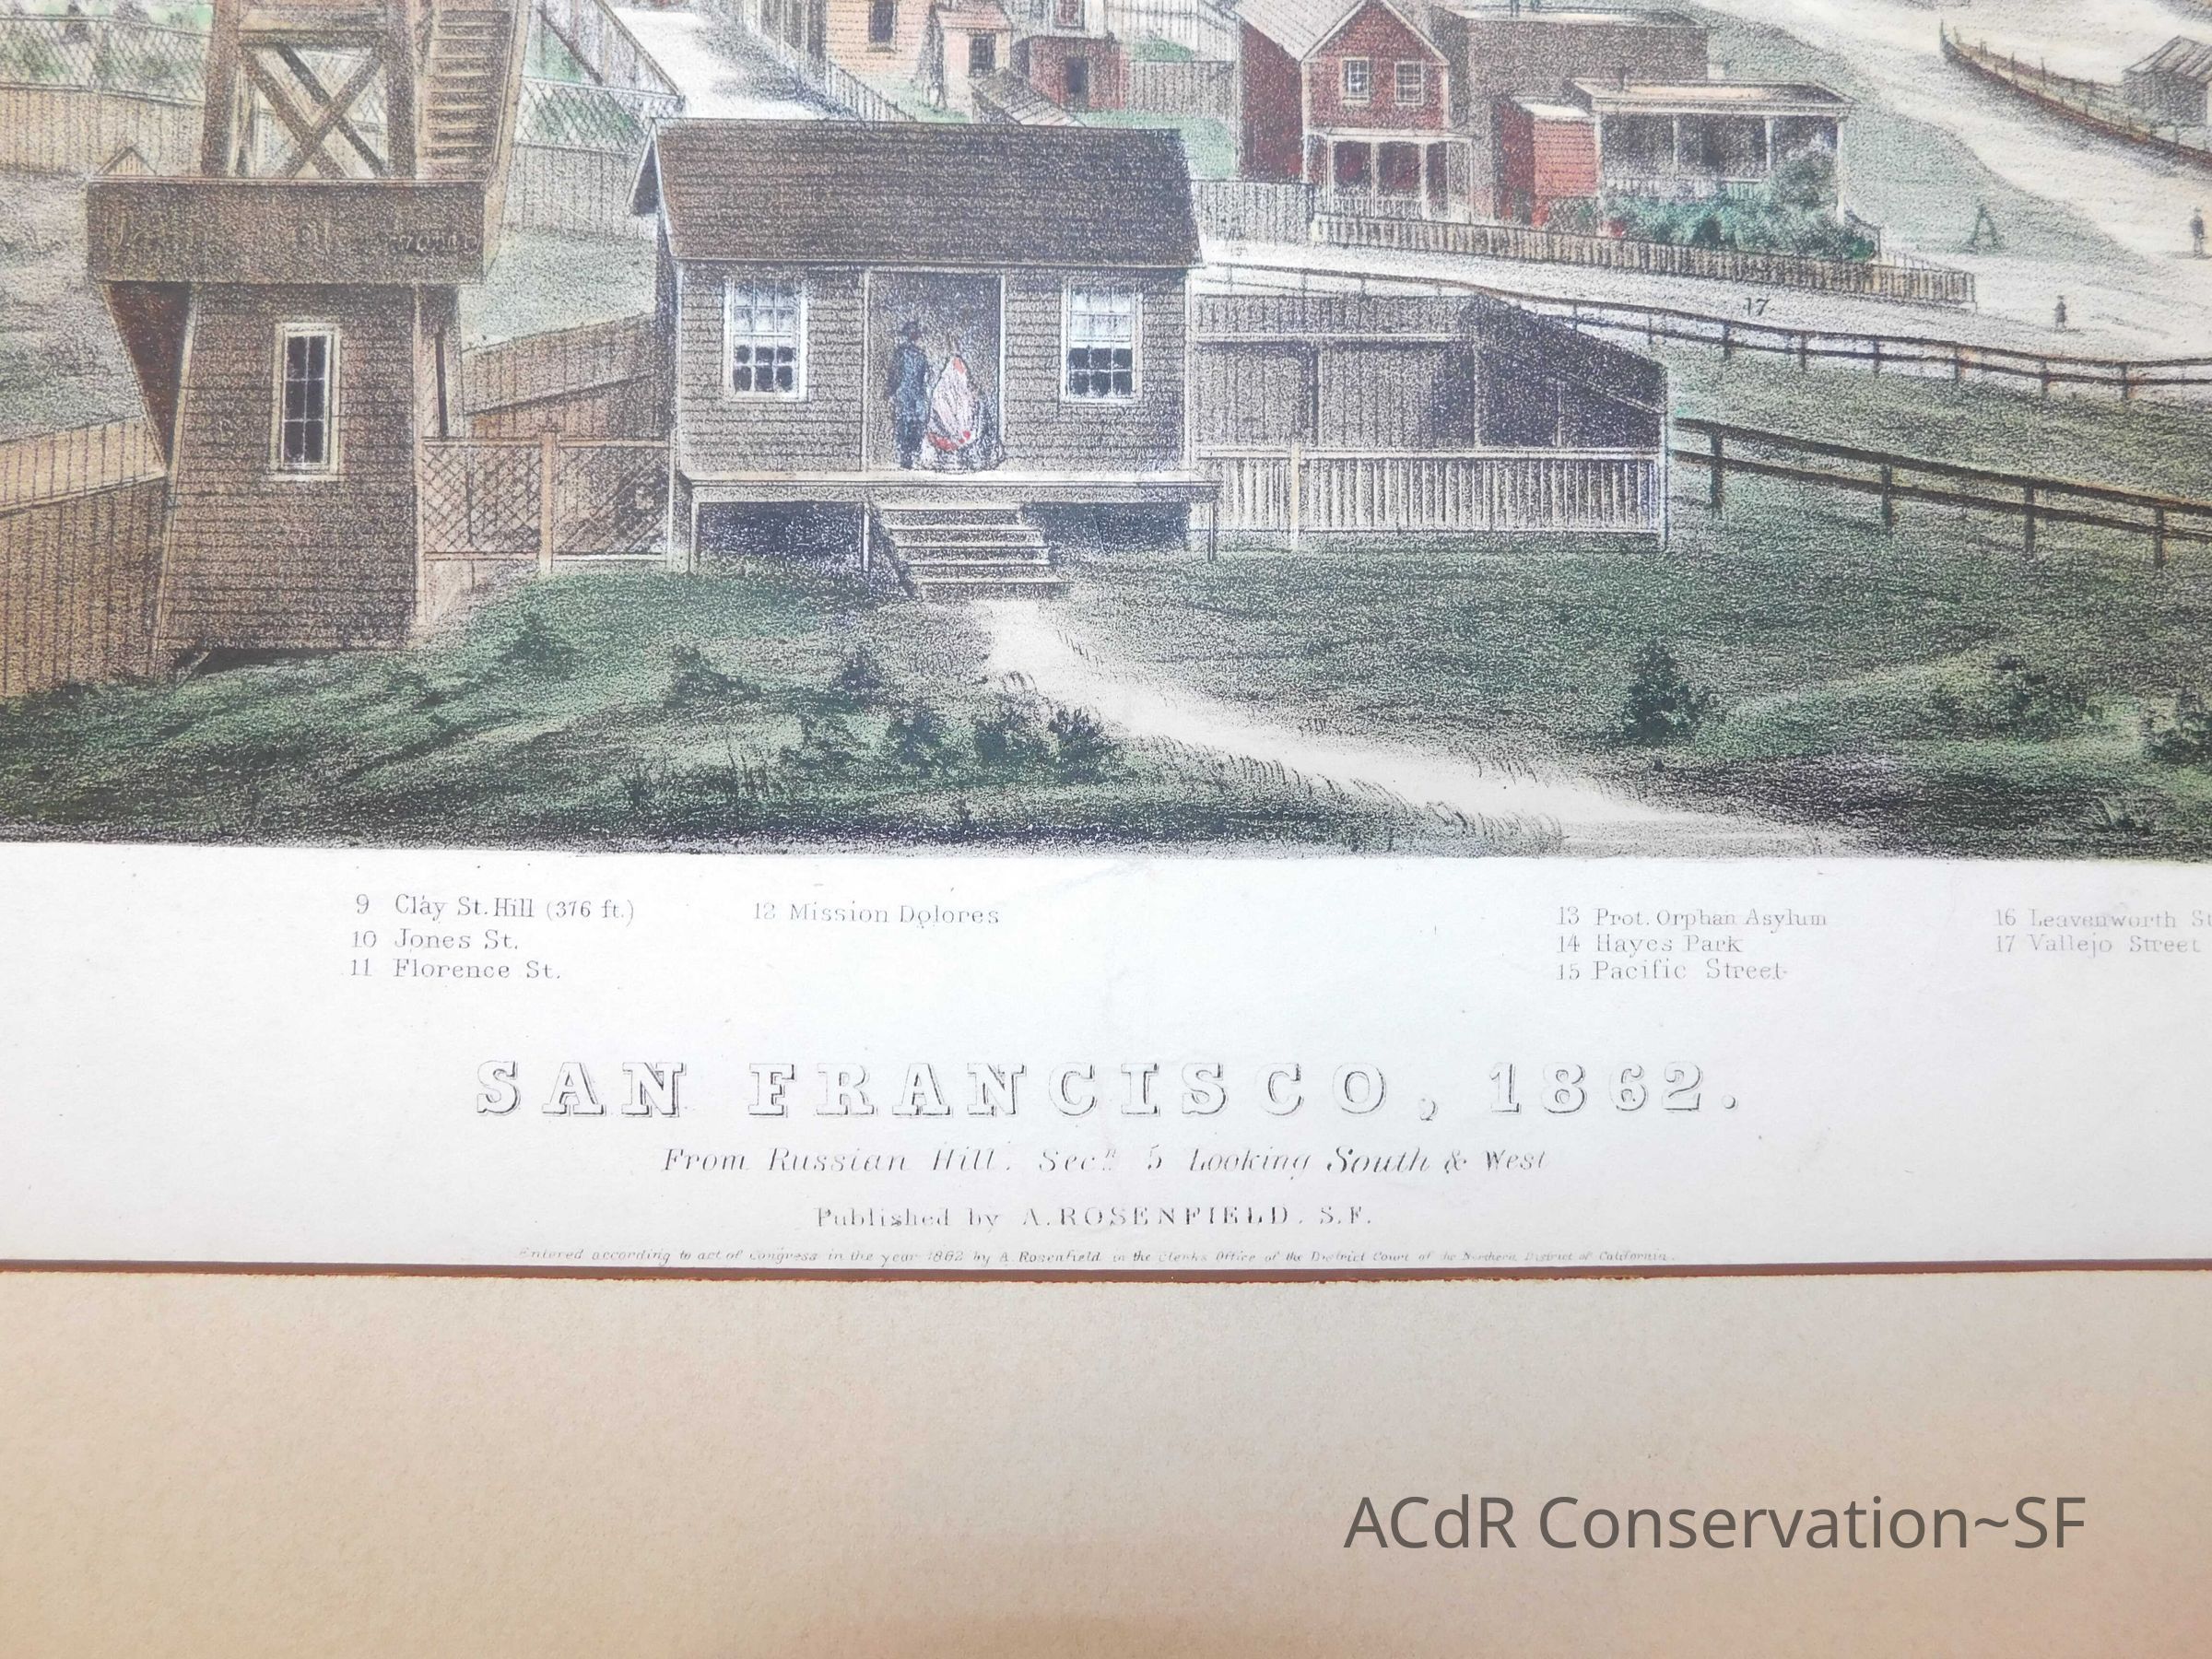 17
9 Clay St. Hill (376 ft.)
10 Jones St.
11 Florence St.
12 Mission Dolores
13 Prot. Orphan Asylum
14 Hayes Park
15 Pacific Street
16 Leavenworth St
17 Vallejo Street
SAN FRANCISCO, 1862.
From Russian Hill. Secⁿ 5 Looking South & West
Published by A. ROSENFIELD. S.F.
Entered according to act of Congress in the year 1862 by A. Rosenfield in the Clerks Office of the District Court of the Northern District of California.
ACdR Conservation~SF